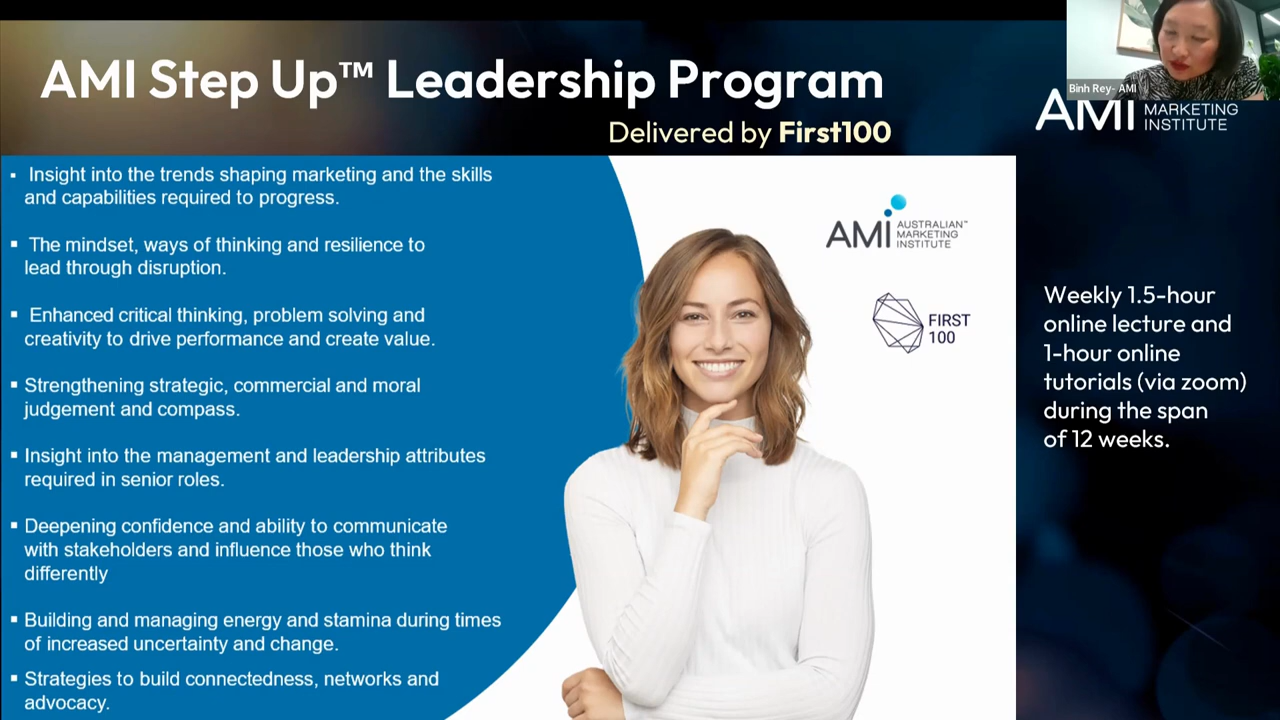 AMI Step Up™ Leadership Program
Delivered by First100
Binh Rey- AMI
AMI MARKETING
INSTITUTE
▪ Insight into the trends shaping marketing and the skills
and capabilities required to progress.
▪ The mindset, ways of thinking and resilience to
lead through disruption.
▪ Enhanced critical thinking, problem solving and
creativity to drive performance and create value.
▪ Strengthening strategic, commercial and moral
judgement and compass.
▪ Insight into the management and leadership attributes
required in senior roles.
▪ Deepening confidence and ability to communicate
with stakeholders and influence those who think
differently
▪ Building and managing energy and stamina during times
of increased uncertainty and change.
▪ Strategies to build connectedness, networks and
advocacy.
AMI AUSTRALIAN™
MARKETING
INSTITUTE
FIRST
100
Weekly 1.5-hour
online lecture and
1-hour online
tutorials (via zoom)
during the span
of 12 weeks.